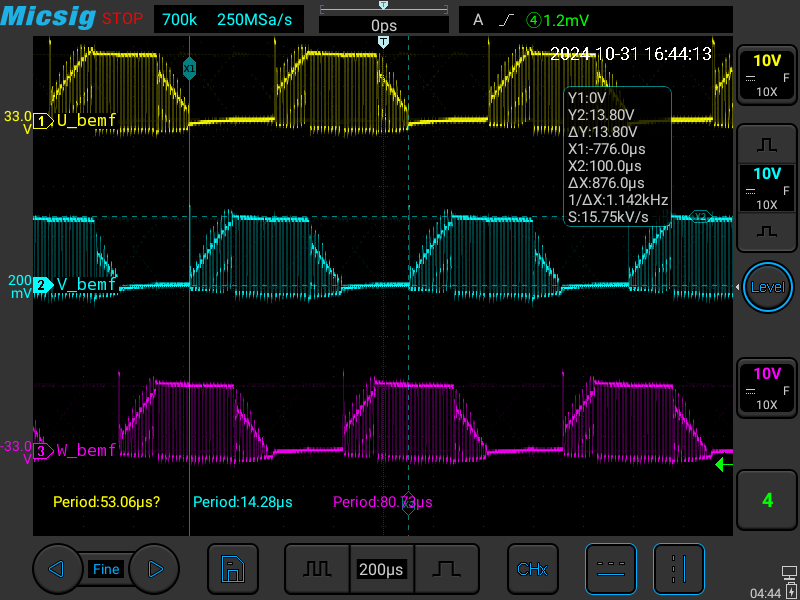 Micsig STOP 700k 250MSa/s 0ps A 4 1.2mV
T
2024-10-31 16:44:13
10V
F
10X
X1
Y1:0V
Y2:13.80V
ΔY:13.80V
X1:-776.0µs
X2:100.0µs
ΔX:876.0µs
1/ΔX:1.142kHz
S:15.75kV/s
33.0 V 1 U_bemf
10V
F
10X
Y2
200 mV 2 V_bemf
Level
10V
F
10X
-33.0 V 3 W_bemf
Period:53.06µs? Period:14.28µs Period:80.73µs
4
Fine 200µs CHx
04:44